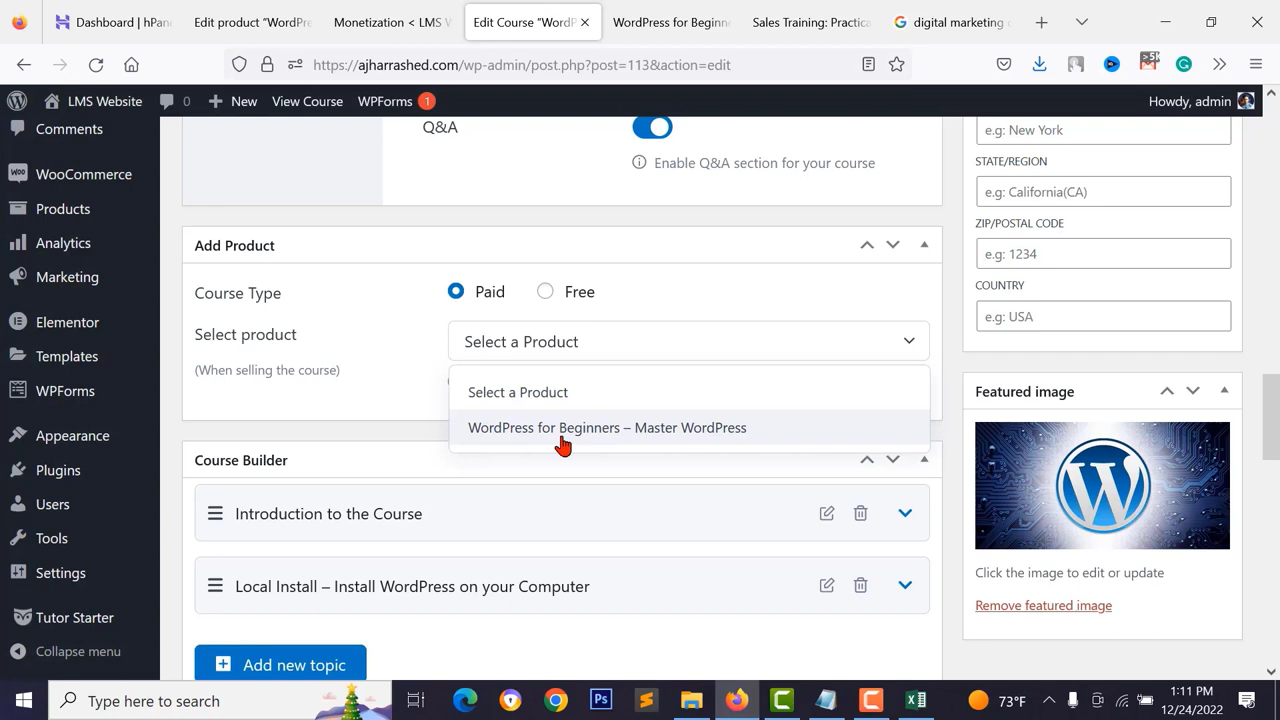 Dashboard | hPan
Edit product "WordPre
Monetization < LMS V
Edit Course "WordP
WordPress for Beginne
Sales Training: Practica
digital marketing c
https://ajharrashed.com/wp-admin/post.php?post=113&action=edit
LMS Website
0
New
View Course
WPForms
1
Howdy, admin
Comments
WooCommerce
Products
Analytics
Marketing
Elementor
Templates
WPForms
Appearance
Plugins
Users
Tools
Settings
Tutor Starter
Collapse menu
Q&A
Enable Q&A section for your course
Add Product
Course Type
Paid
Free
Select product
(When selling the course)
Select a Product
Select a Product
WordPress for Beginners – Master WordPress
Course Builder
Introduction to the Course
Local Install – Install WordPress on your Computer
Add new topic
e.g: New York
STATE/REGION
e.g: California(CA)
ZIP/POSTAL CODE
e.g: 1234
COUNTRY
e.g: USA
Featured image
Click the image to edit or update
Remove featured image
Type here to search
73°F
1:11 PM
12/24/2022